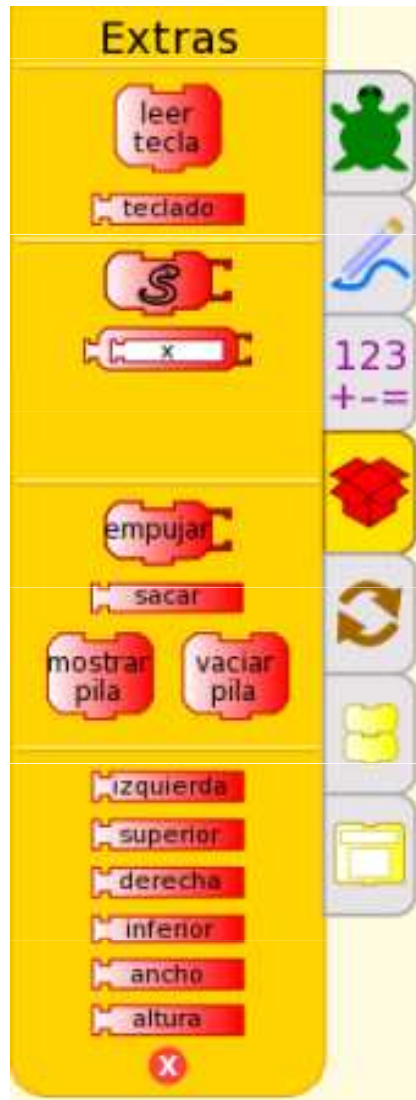 Extras
leer
tecla
teclado
S
x
empujar
sacar
mostrar
pila
vaciar
pila
izquierda
superior
derecha
inferior
ancho
altura
X
123
+-=